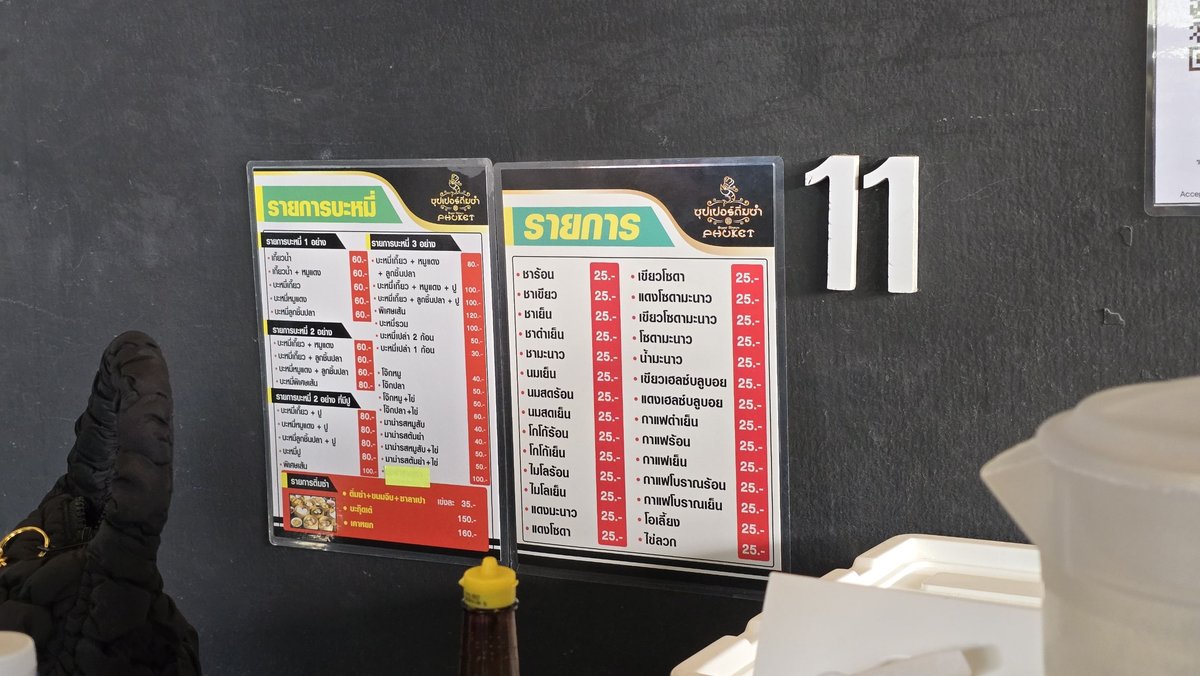 รายการบะหมี่
ซุปเปอร์ติ่มซำ
PHUKET
รายการบะหมี่ 1 อย่าง
เกี๊ยวน้ำ 60.-
เกี๊ยวน้ำ + หมูแดง 60.-
บะหมี่เกี๊ยว 60.-
บะหมี่หมูแดง 60.-
บะหมี่ลูกชิ้นปลา 60.-
รายการบะหมี่ 2 อย่าง
บะหมี่เกี๊ยว + หมูแดง 60.-
บะหมี่เกี๊ยว + ลูกชิ้นปลา 60.-
บะหมี่หมูแดง + ลูกชิ้นปลา 60.-
บะหมี่พิเศษเส้น 80.-
รายการบะหมี่ 2 อย่าง ที่มีปู
บะหมี่เกี๊ยว + ปู 80.-
บะหมี่หมูแดง + ปู 80.-
บะหมี่ลูกชิ้นปลา + ปู 80.-
บะหมี่ปู 80.-
พิเศษเส้น 100.-
รายการบะหมี่ 3 อย่าง
บะหมี่เกี๊ยว + หมูแดง 80.-
+ ลูกชิ้นปลา
บะหมี่เกี๊ยว + หมูแดง + ปู 100.-
บะหมี่เกี๊ยว + ลูกชิ้นปลา + ปู 100.-
พิเศษเส้น 120.-
บะหมี่รวม 100.-
บะหมี่เปล่า 2 ก้อน 50.-
บะหมี่เปล่า 1 ก้อน 30.-
โจ๊กหมู 40.-
โจ๊กปลา 50.-
โจ๊กหมู+ไข่ 50.-
โจ๊กปลา+ไข่ 60.-
มาม่ารสหมูสับ 40.-
มาม่ารสต้มยำ 40.-
มาม่ารสหมูสับ+ไข่ 50.-
มาม่ารสต้มยำ+ไข่ 50.-
100.-
รายการติ่มซำ
ติ่มซำ+ขนมจีบ+ซาลาเปา เข่งละ 35.-
บะกุ๊ดเต๋ 150.-
เคาหยก 160.-
รายการ
ซุปเปอร์ติ่มซำ
PHUKET
ชาร้อน 25.-
ชาเขียว 25.-
ชาเย็น 25.-
ชาดำเย็น 25.-
ชามะนาว 25.-
นมเย็น 25.-
นมสดร้อน 25.-
นมสดเย็น 25.-
โกโก้ร้อน 25.-
โกโก้เย็น 25.-
ไมโลร้อน 25.-
ไมโลเย็น 25.-
แดงมะนาว 25.-
แดงโซดา 25.-
เขียวโซดา 25.-
แดงโซดามะนาว 25.-
เขียวโซดามะนาว 25.-
โซดามะนาว 25.-
น้ำมะนาว 25.-
เขียวเฮลซ์บลูบอย 25.-
แดงเฮลซ์บลูบอย 25.-
กาแฟดำเย็น 25.-
กาแฟร้อน 25.-
กาแฟเย็น 25.-
กาแฟโบราณร้อน 25.-
กาแฟโบราณเย็น 25.-
โอเลี้ยง 25.-
ไข่ลวก 25.-
11